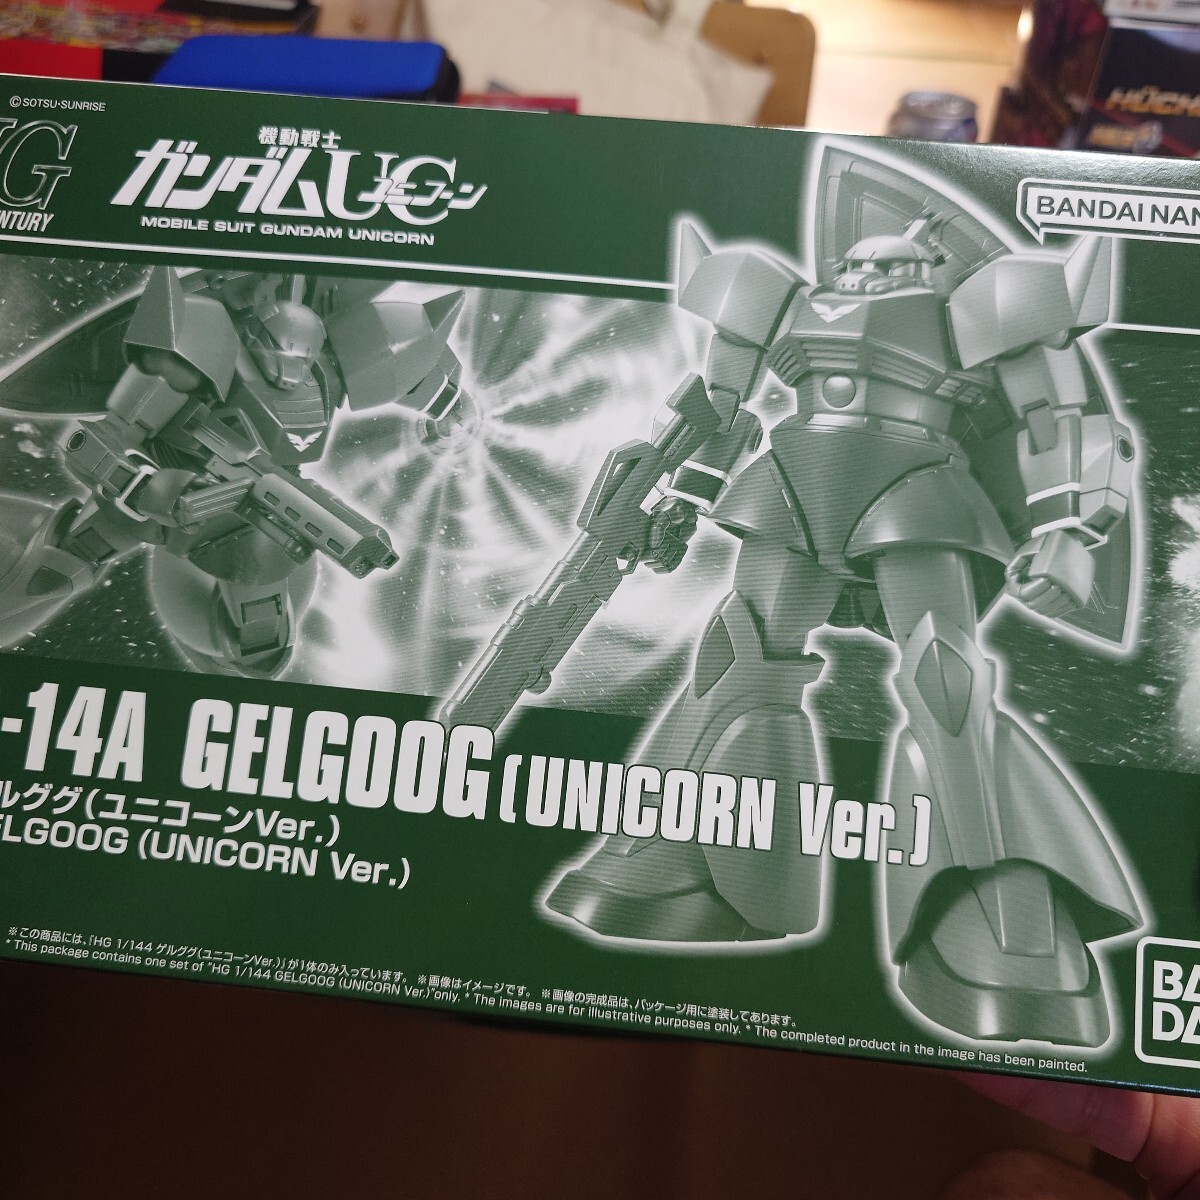 ©SOTSU・SUNRISE
HG
機動戦士
ガンダムUC
ユニコーン
MOBILE SUIT GUNDAM UNICORN
BANDAI NAM
-14A GELGOOG (UNICORN Ver.)
ルググ(ユニコーンVer.)
ELGOOG (UNICORN Ver.)
※この商品には、「HG 1/144 ゲルググ(ユニコーンVer.)」が1体のみ入っています。 ※画像はイメージです。 ※画像の完成品は、パッケージ用に塗装してあります。
* This package contains one set of "HG 1/144 GELGOOG (UNICORN Ver.)"only. * The images are for illustrative purposes only. * The completed product in the image has been painted.
BA
DA